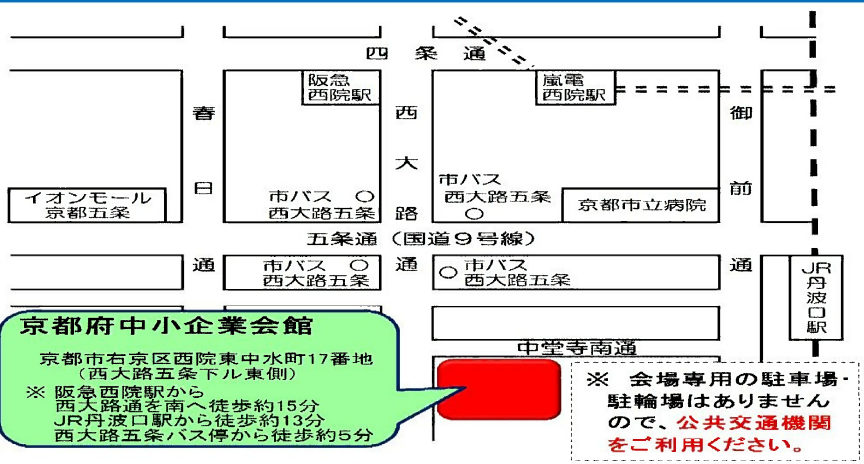 四条通
阪急
西院駅
嵐電
西院駅
春日通
西大路通
御前通
イオンモール
京都五条
市バス
西大路五条
市バス
西大路五条
京都市立病院
五条通(国道9号線)
市バス
西大路五条
市バス
西大路五条
JR丹波口駅
中堂寺南通
京都府中小企業会館
京都市右京区西院東中水町17番地
(西大路五条下ル東側)
※ 阪急西院駅から
西大路通を南へ徒歩約15分
JR丹波口駅から徒歩約13分
西大路五条バス停から徒歩約5分
※ 会場専用の駐車場・
駐輪場はありません
ので、公共交通機関
をご利用ください。